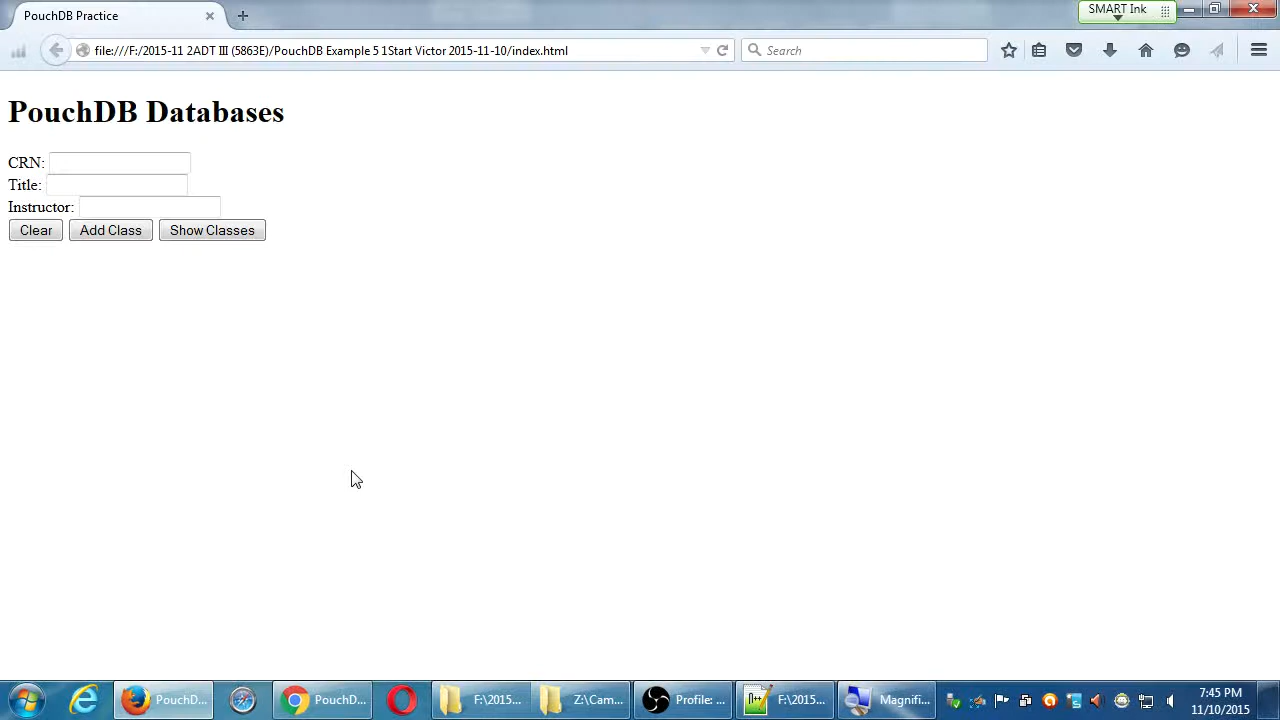 PouchDB Practice
SMART Ink
file:///F:/2015-11 2ADT III (5863E)/PouchDB Example 5 1Start Victor 2015-11-10/index.html
Search
PouchDB Databases
CRN:
Title:
Instructor:
Clear Add Class Show Classes
PouchD... PouchD... F:\2015... Z:\Cam... Profile: ... F:\2015... Magnifi...
7:45 PM
11/10/2015